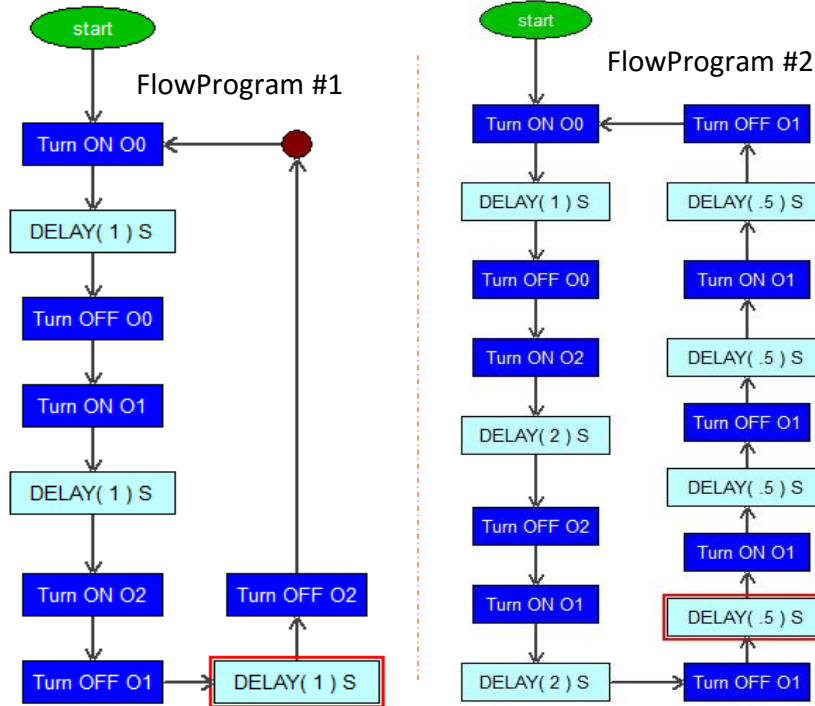 start
FlowProgram #1
Turn ON O0
DELAY( 1 ) S
Turn OFF O0
Turn ON O1
DELAY( 1 ) S
Turn ON O2
Turn OFF O1
DELAY( 1 ) S
Turn OFF O2
start
FlowProgram #2
Turn ON O0
DELAY( 1 ) S
Turn OFF O0
Turn ON O2
DELAY( 2 ) S
Turn OFF O2
Turn ON O1
DELAY( 2 ) S
Turn OFF O1
DELAY( .5 ) S
Turn ON O1
DELAY( .5 ) S
Turn OFF O1
DELAY( .5 ) S
Turn ON O1
DELAY( .5 ) S
Turn OFF O1